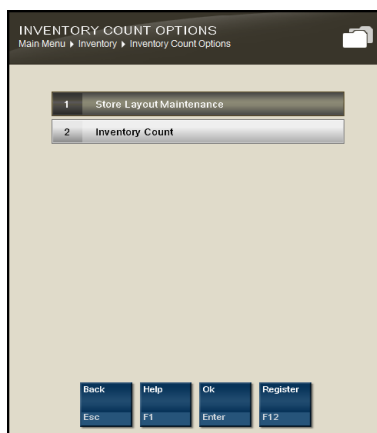 INVENTORY COUNT OPTIONS
Main Menu ▶ Inventory ▶ Inventory Count Options
1 Store Layout Maintenance
2 Inventory Count
Back Help Ok Register
Esc F1 Enter F12